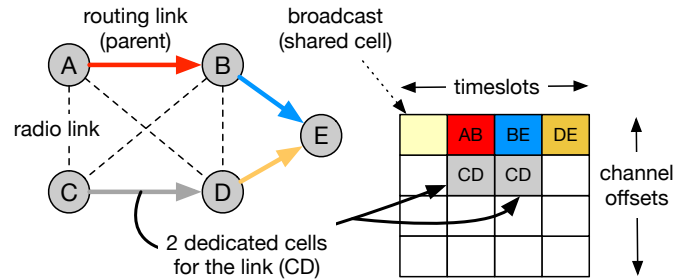 routing link
(parent)
broadcast
(shared cell)
A
B
timeslots
radio link
E
AB
BE
DE
CD
CD
channel
offsets
C
D
2 dedicated cells
for the link (CD)